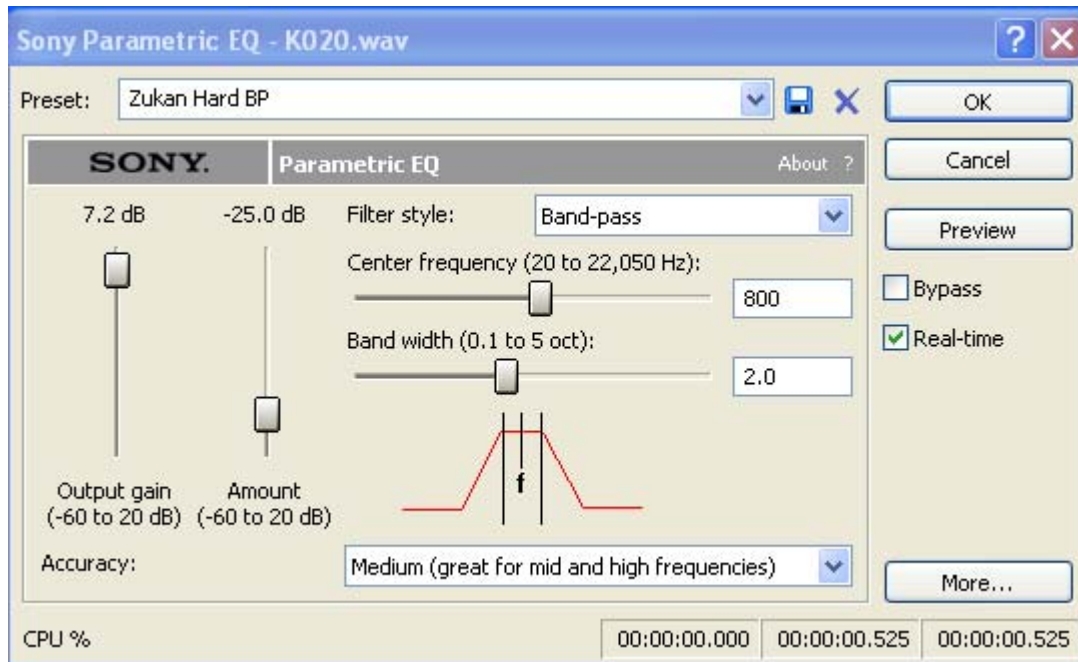 Sony Parametric EQ - K020.wav
Preset: Zukan Hard BP OK
SONY. Parametric EQ About ? Cancel
7.2 dB -25.0 dB Filter style: Band-pass Preview
Center frequency (20 to 22,050 Hz):
800 Bypass
Band width (0.1 to 5 oct): Real-time
2.0
f
Output gain Amount
(-60 to 20 dB) (-60 to 20 dB)
Accuracy: Medium (great for mid and high frequencies) More...
CPU % 00:00:00.000 00:00:00.525 00:00:00.525